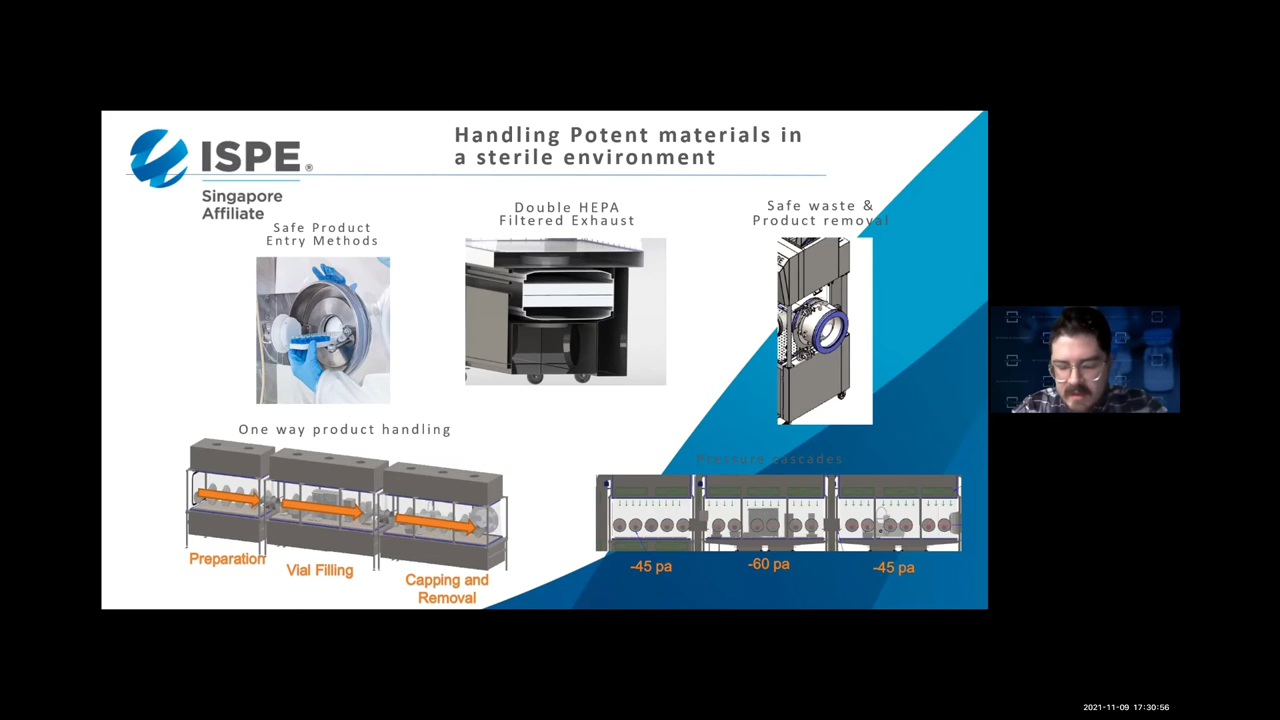 ISPE®
Singapore
Affiliate
Handling Potent materials in
a sterile environment
Safe Product
Entry Methods
Double HEPA
Filtered Exhaust
Safe waste &
Product removal
One way product handling
Preparation
Vial Filling
Capping and
Removal
Pressure cascades
-45 pa
-60 pa
-45 pa
2021-11-09 17:30:56